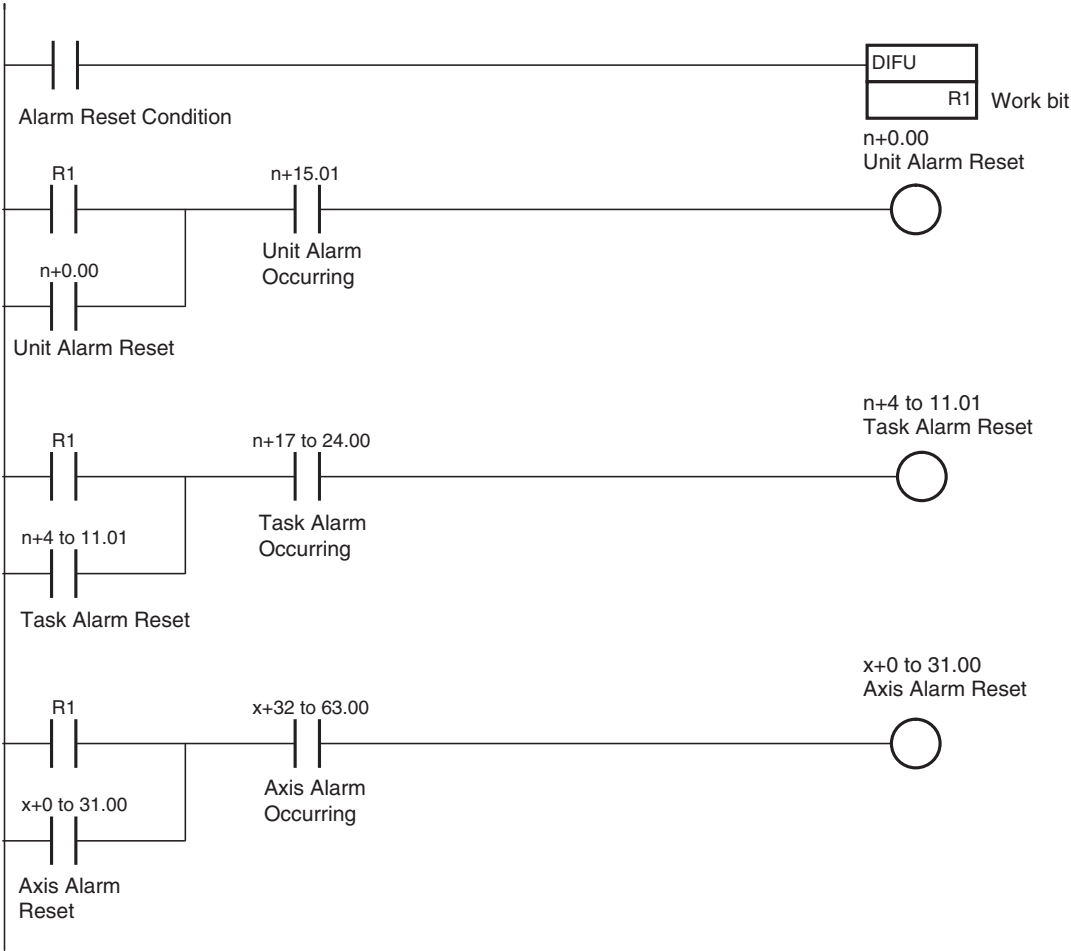 DIFU
R1
Work bit
Alarm Reset Condition
n+0.00
Unit Alarm Reset
R1
n+15.01
Unit Alarm
Occurring
n+0.00
Unit Alarm Reset
n+4 to 11.01
Task Alarm Reset
R1
n+17 to 24.00
Task Alarm
Occurring
n+4 to 11.01
Task Alarm Reset
x+0 to 31.00
Axis Alarm Reset
R1
x+32 to 63.00
Axis Alarm
Occurring
x+0 to 31.00
Axis Alarm
Reset